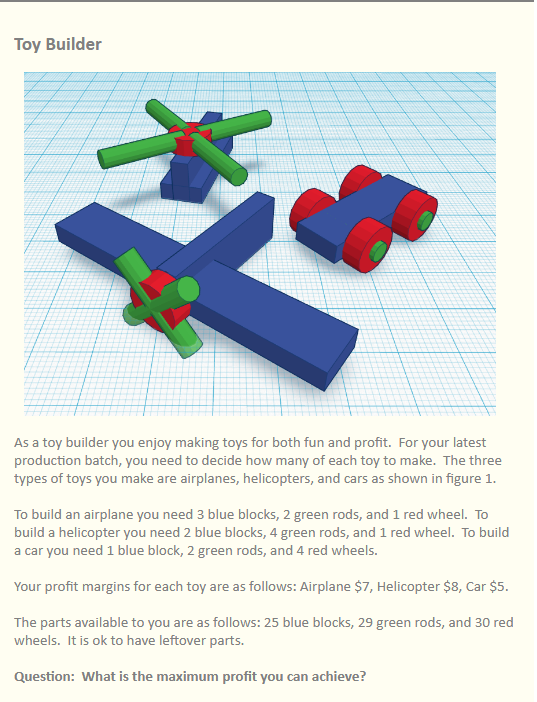 Toy Builder
As a toy builder you enjoy making toys for both fun and profit.  For your latest
production batch, you need to decide how many of each toy to make.  The three
types of toys you make are airplanes, helicopters, and cars as shown in figure 1.
To build an airplane you need 3 blue blocks, 2 green rods, and 1 red wheel.  To
build a helicopter you need 2 blue blocks, 4 green rods, and 1 red wheel.  To build
a car you need 1 blue block, 2 green rods, and 4 red wheels.
Your profit margins for each toy are as follows: Airplane $7, Helicopter $8, Car $5.
The parts available to you are as follows: 25 blue blocks, 29 green rods, and 30 red
wheels.  It is ok to have leftover parts.
Question:  What is the maximum profit you can achieve?